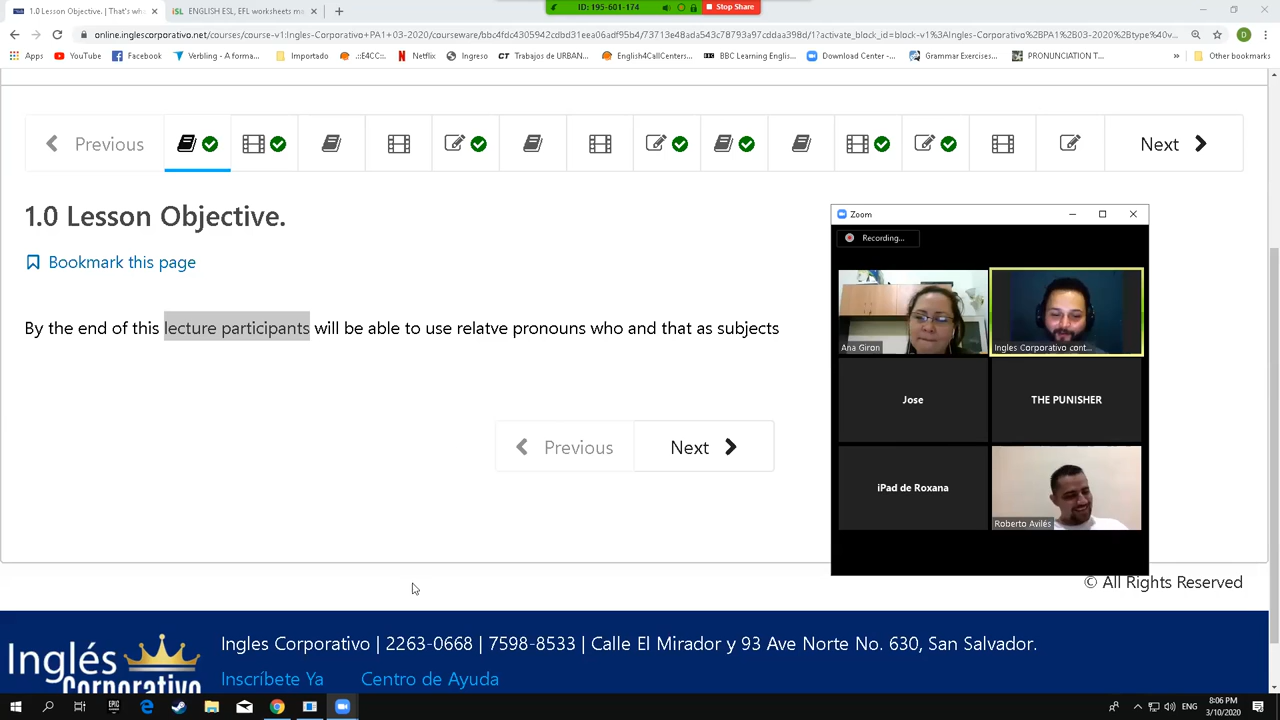 1.0 Lesson Objective. | That's wh
ENGLISH ESL, EFL worksheets m
ID: 195-601-174
Stop Share
online.inglescorporativo.net/courses/course-v1:Ingles-Corporativo+PA1+03-2020/courseware/bbc4fdc4305942cdbd31eea06adf95b4/73713e48ada543c78793a97cddaa398d/1?activate_block_id=block-v1%3AIngles-Corporativo%2BPA1%2B03-2020%2Btype%40v...
D
Apps
YouTube
Facebook
Verbling - A forma...
Importado
.::E4CC::.
Netflix
Ingreso
Trabajos de URBAN...
English4CallCenters...
BBC Learning Engli...
Download Center -...
Grammar Exercises...
PRONUNCIATION T...
»
Other bookmarks
Previous
Next
1.0 Lesson Objective.
Bookmark this page
By the end of this lecture participants will be able to use relatve pronouns who and that as subjects
Previous
Next
Zoom
Recording...
Ana Giron
Ingles Corporativo cont...
Jose
THE PUNISHER
iPad de Roxana
Roberto Avilés
© All Rights Reserved
Inglés
Corporativo
Ingles Corporativo | 2263-0668 | 7598-8533 | Calle El Mirador y 93 Ave Norte No. 630, San Salvador.
Inscríbete Ya
Centro de Ayuda
ENG
8:06 PM
3/10/2020